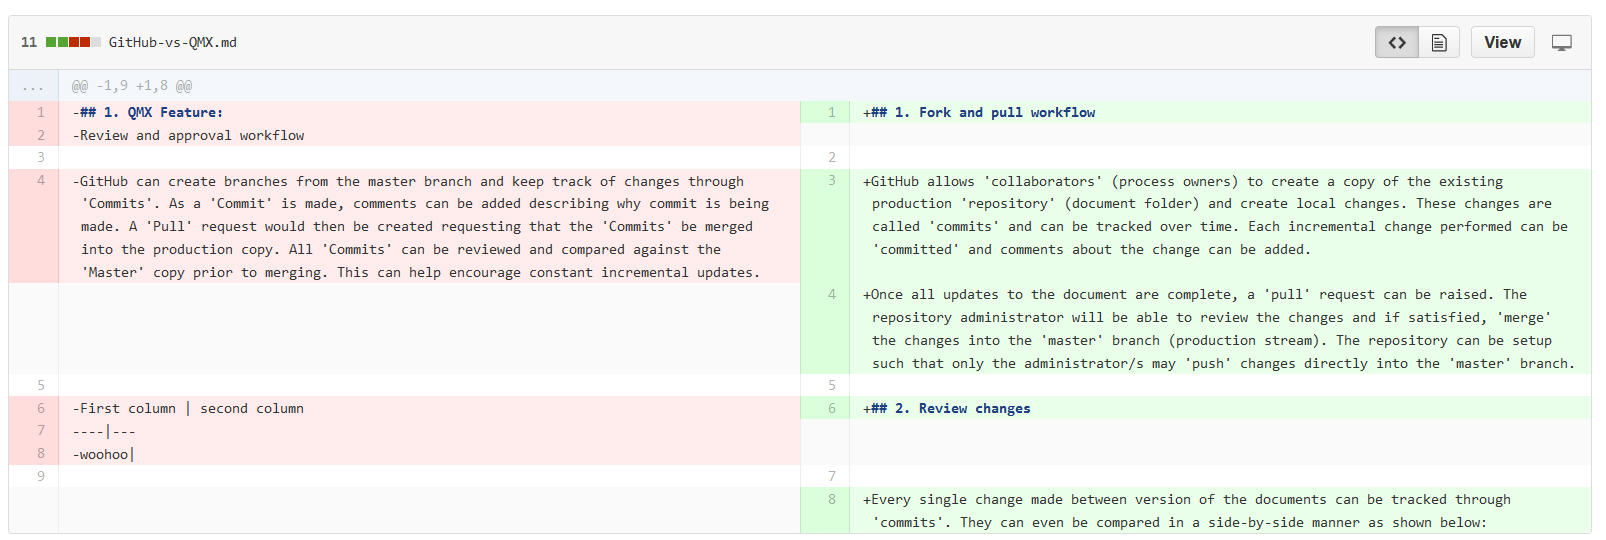 11 GitHub-vs-QMX.md View
... @@ -1,9 +1,8 @@
1 -## 1. QMX Feature:
2 -Review and approval workflow
3
4 -GitHub can create branches from the master branch and keep track of changes through
'Commits'. As a 'Commit' is made, comments can be added describing why commit is being
made. A 'Pull' request would then be created requesting that the 'Commits' be merged
into the production copy. All 'Commits' can be reviewed and compared against the
'Master' copy prior to merging. This can help encourage constant incremental updates.
5
6 -First column | second column
7 ----|---
8 -woohoo|
9
1 +## 1. Fork and pull workflow
2
3 +GitHub allows 'collaborators' (process owners) to create a copy of the existing
production 'repository' (document folder) and create local changes. These changes are
called 'commits' and can be tracked over time. Each incremental change performed can be
'committed' and comments about the change can be added.
4 +Once all updates to the document are complete, a 'pull' request can be raised. The
repository administrator will be able to review the changes and if satisfied, 'merge'
the changes into the 'master' branch (production stream). The repository can be setup
such that only the administrator/s may 'push' changes directly into the 'master' branch.
5
6 +## 2. Review changes
7
8 +Every single change made between version of the documents can be tracked through
'commits'. They can even be compared in a side-by-side manner as shown below: